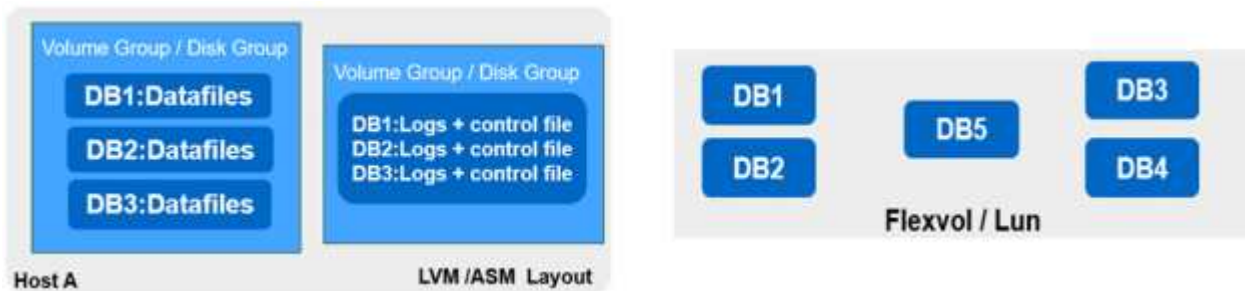 Volume Group / Disk Group
DB1:Datafiles
DB2:Datafiles
DB3:Datafiles
Volume Group / Disk Group
DB1:Logs + control file
DB2:Logs + control file
DB3:Logs + control file
Host A
LVM /ASM Layout
DB1
DB2
DB5
DB3
DB4
Flexvol / Lun